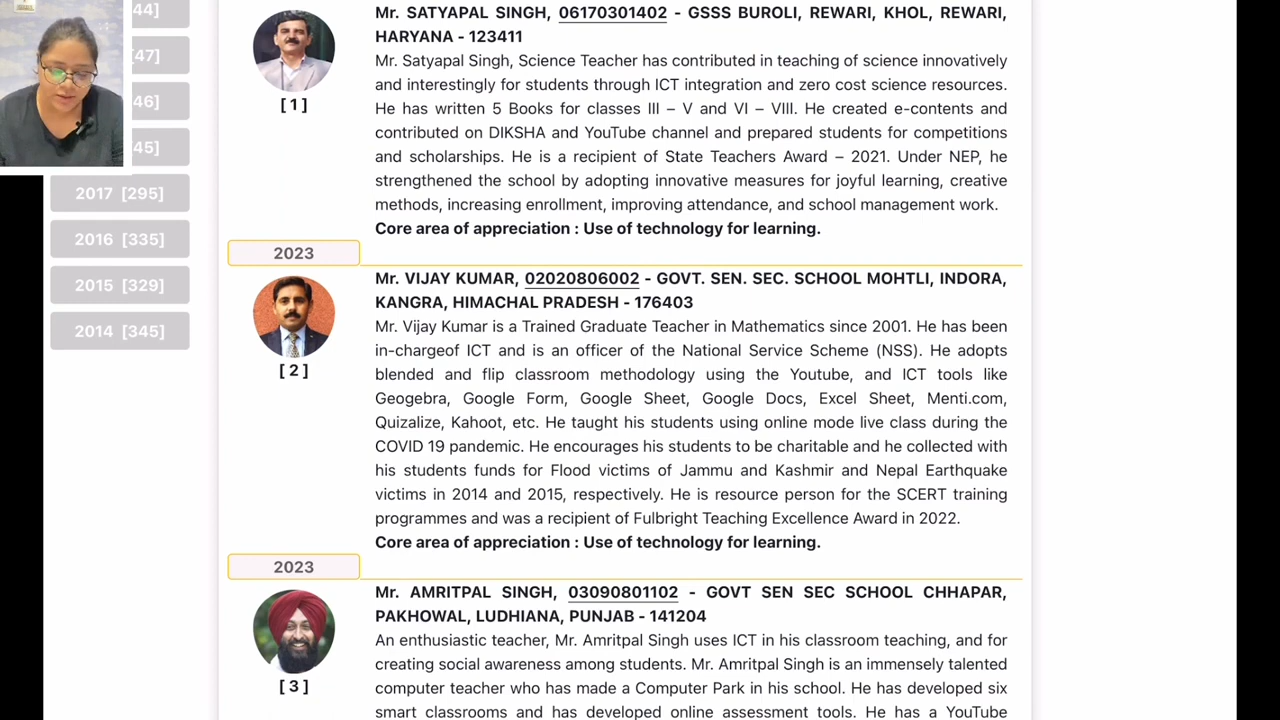 44]
47]
46]
45]
2017 [295]
2016 [335]
2015 [329]
2014 [345]
Mr. SATYAPAL SINGH, 06170301402 - GSSS BUROLI, REWARI, KHOL, REWARI,
HARYANA - 123411
Mr. Satyapal Singh, Science Teacher has contributed in teaching of science innovatively
and interestingly for students through ICT integration and zero cost science resources.
[ 1 ]
He has written 5 Books for classes III – V and VI – VIII. He created e-contents and
contributed on DIKSHA and YouTube channel and prepared students for competitions
and scholarships. He is a recipient of State Teachers Award – 2021. Under NEP, he
strengthened the school by adopting innovative measures for joyful learning, creative
methods, increasing enrollment, improving attendance, and school management work.
Core area of appreciation : Use of technology for learning.
2023
Mr. VIJAY KUMAR, 02020806002 - GOVT. SEN. SEC. SCHOOL MOHTLI, INDORA,
KANGRA, HIMACHAL PRADESH - 176403
Mr. Vijay Kumar is a Trained Graduate Teacher in Mathematics since 2001. He has been
in-chargeof ICT and is an officer of the National Service Scheme (NSS). He adopts
[ 2 ]
blended and flip classroom methodology using the Youtube, and ICT tools like
Geogebra, Google Form, Google Sheet, Google Docs, Excel Sheet, Menti.com,
Quizalize, Kahoot, etc. He taught his students using online mode live class during the
COVID 19 pandemic. He encourages his students to be charitable and he collected with
his students funds for Flood victims of Jammu and Kashmir and Nepal Earthquake
victims in 2014 and 2015, respectively. He is resource person for the SCERT training
programmes and was a recipient of Fulbright Teaching Excellence Award in 2022.
Core area of appreciation : Use of technology for learning.
2023
Mr. AMRITPAL SINGH, 03090801102 - GOVT SEN SEC SCHOOL CHHAPAR,
PAKHOWAL, LUDHIANA, PUNJAB - 141204
An enthusiastic teacher, Mr. Amritpal Singh uses ICT in his classroom teaching, and for
creating social awareness among students. Mr. Amritpal Singh is an immensely talented
[ 3 ]
computer teacher who has made a Computer Park in his school. He has developed six
smart classrooms and has developed online assessment tools. He has a YouTube